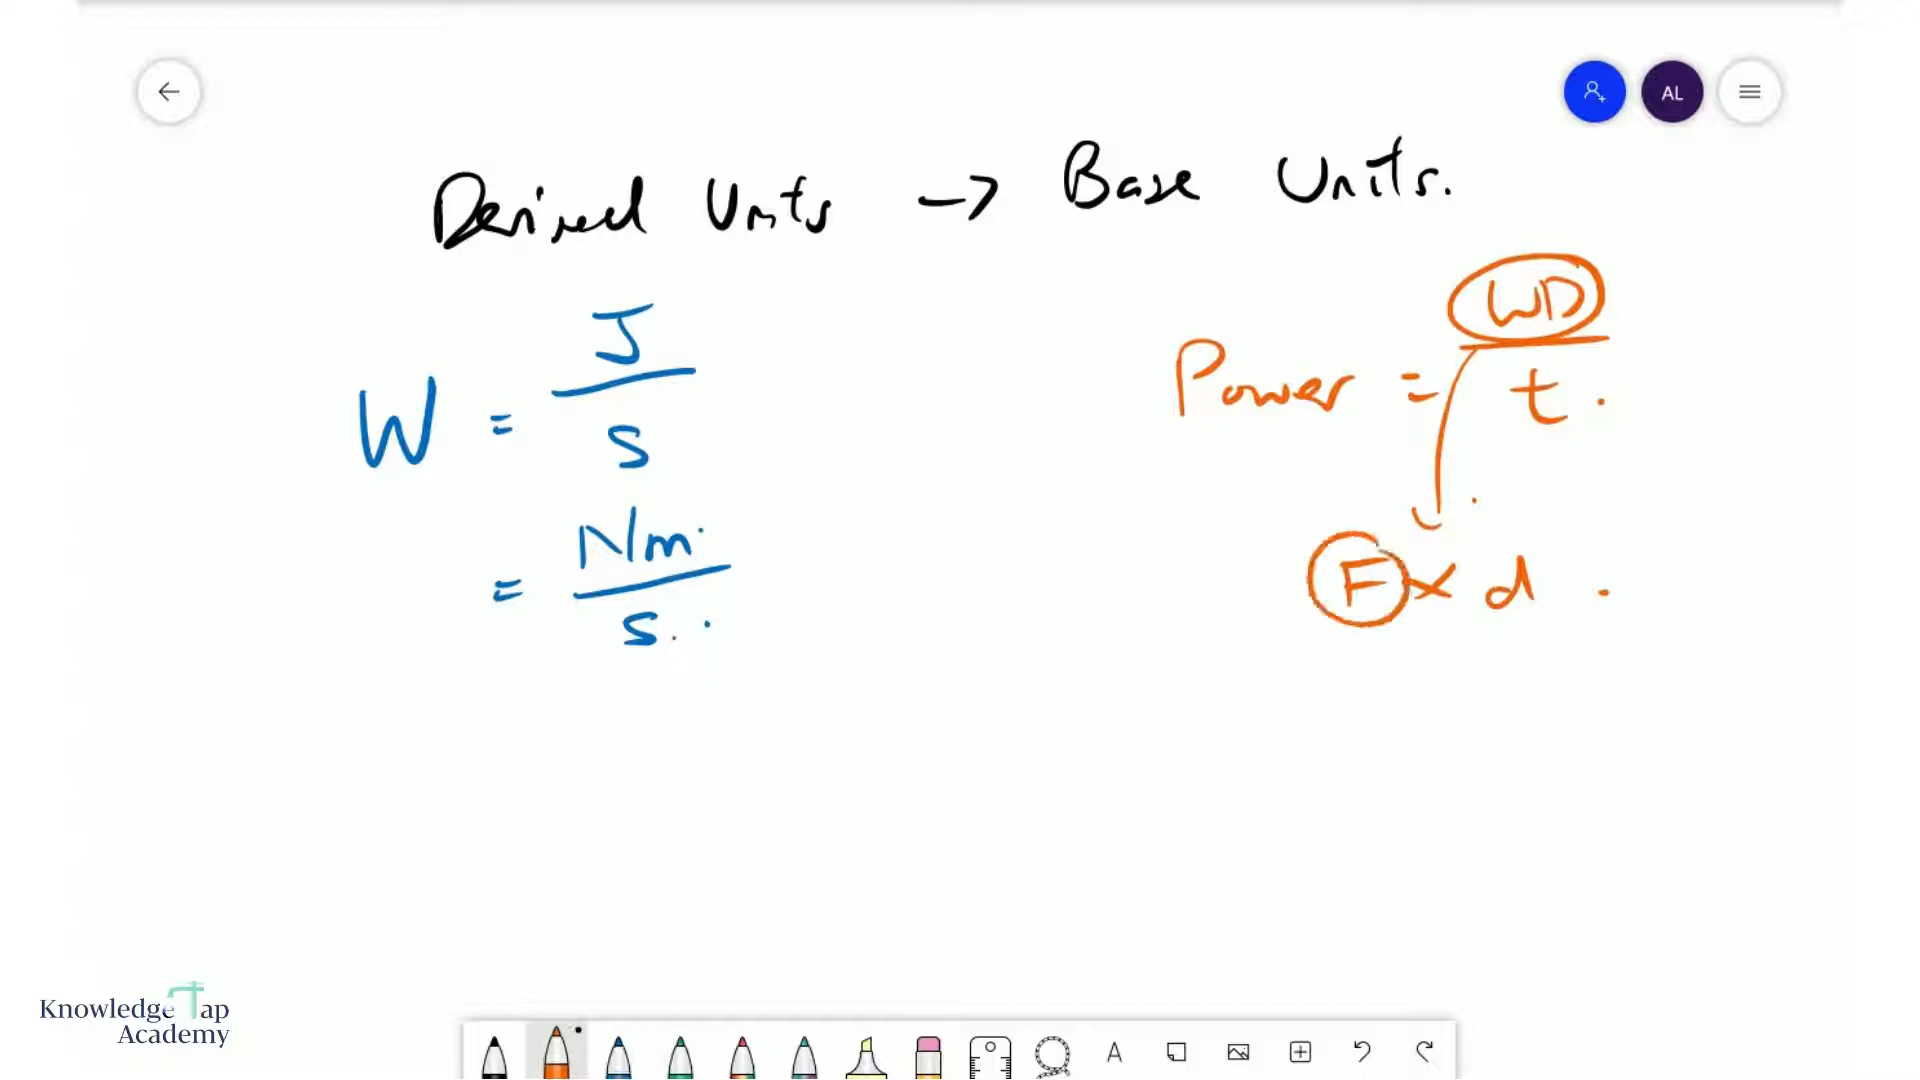 AL
Derived Units → Base Units.
W = J/s
= Nm/s
Power = WD/t.
F × d.
Knowledge Tap
Academy
A